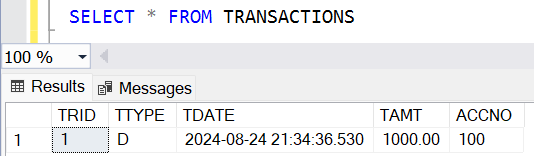 SELECT * FROM TRANSACTIONS
100 %
Results Messages
TRID TTYPE TDATE TAMT ACCNO
1 1 D 2024-08-24 21:34:36.530 1000.00 100